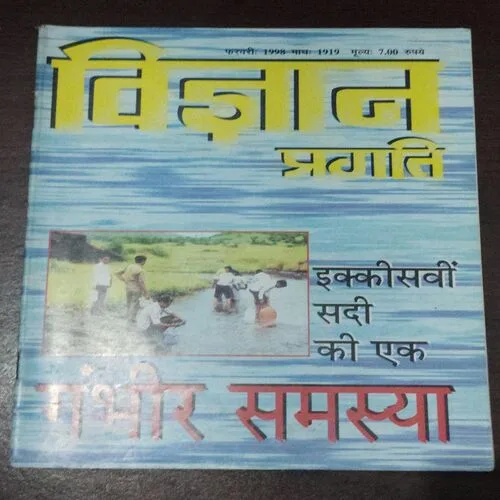 फरवरी: 1998 माघ: 1919 मूल्य: 7.00 रुपये
विज्ञान
प्रगति
इक्कीसवीं
सदी
की एक
गंभीर समस्या